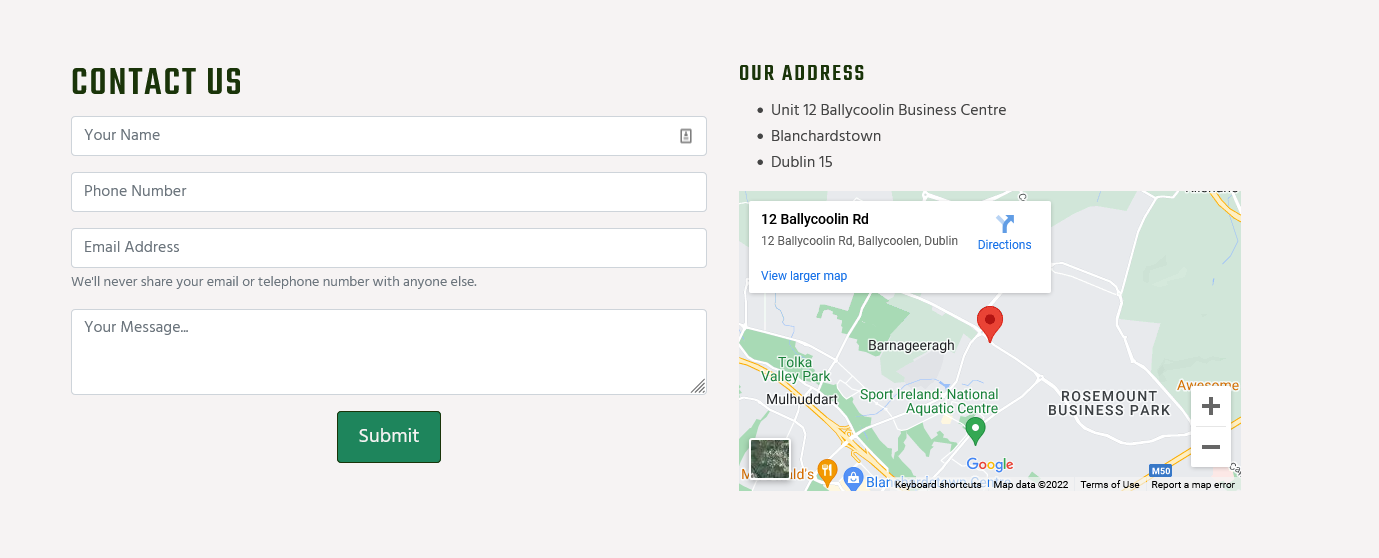 CONTACT US
Your Name
Phone Number
Email Address
We'll never share your email or telephone number with anyone else.
Your Message...
Submit
OUR ADDRESS
Unit 12 Ballycoolin Business Centre
Blanchardstown
Dublin 15
12 Ballycoolin Rd
12 Ballycoolin Rd, Ballycoolen, Dublin
Directions
View larger map
Barnageeragh
Tolka
Valley Park
Mulhuddart
Sport Ireland: National
Aquatic Centre
ROSEMOUNT
BUSINESS PARK
Awesome
Google
M50
Keyboard shortcuts
Map data ©2022
Terms of Use
Report a map error